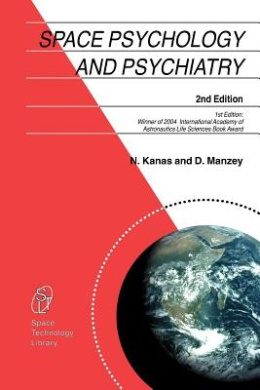 SPACE PSYCHOLOGY
AND PSYCHIATRY
2nd Edition
1st Edition:
Winner of 2004 International Academy of
Astronautics Life Sciences Book Award
N. Kanas and D. Manzey
Space
Technology
Library